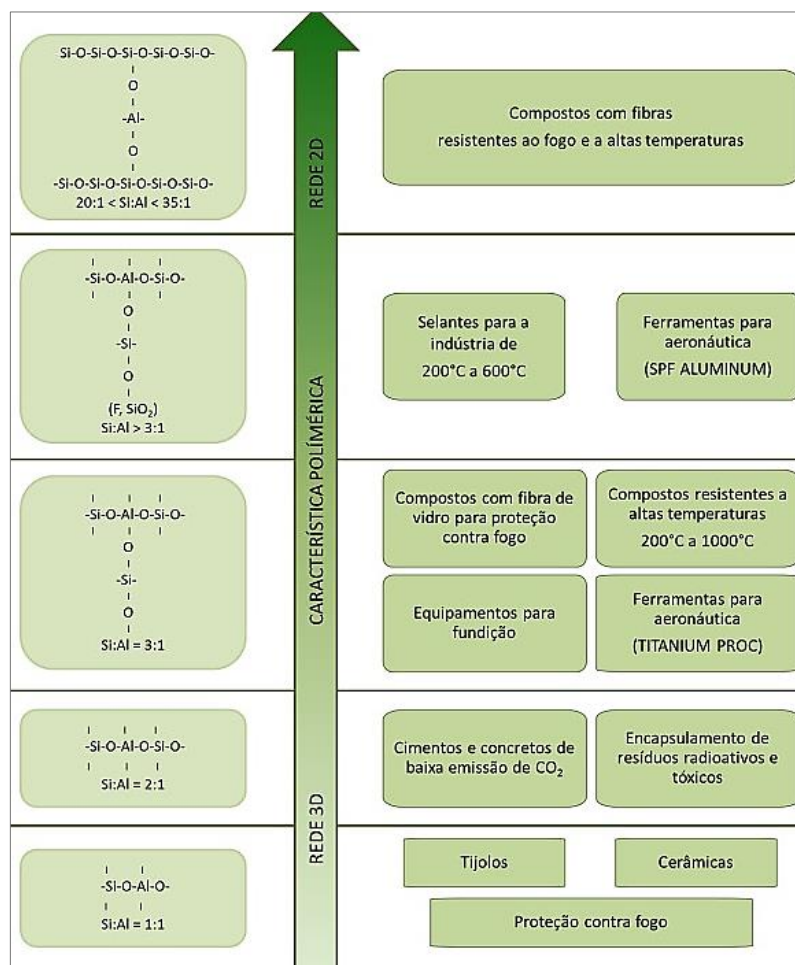 Si-O-Si-O-Si-O-Si-O-Si-O-
O
-Al-
O
-Si-O-Si-O-Si-O-Si-O-Si-O-
20:1 < Si:Al < 35:1
Compostos com fibras
resistentes ao fogo e a altas temperaturas
REDE 2D
-Si-O-Al-O-Si-O-
O
-Si-
O
(F, SiO₂)
Si:Al > 3:1
Selantes para a
indústria de
200°C a 600°C
Ferramentas para
aeronáutica
(SPF ALUMINUM)
CARACTERÍSTICA POLÍMÉRICA
-Si-O-Al-O-Si-O-
O
-Si-
O
Si:Al = 3:1
Compostos com fibra de
vidro para proteção
contra fogo
Compostos resistentes a
altas temperaturas
200°C a 1000°C
Equipamentos para
fundição
Ferramentas para
aeronáutica
(TITANIUM PROC)
-Si-O-Al-O-Si-O-
Si:Al = 2:1
Cimentos e concretos de
baixa emissão de CO₂
Encapsulamento de
resíduos radioativos e
tóxicos
REDE 3D
-Si-O-Al-O-
Si:Al = 1:1
Tijolos
Cerâmicas
Proteção contra fogo